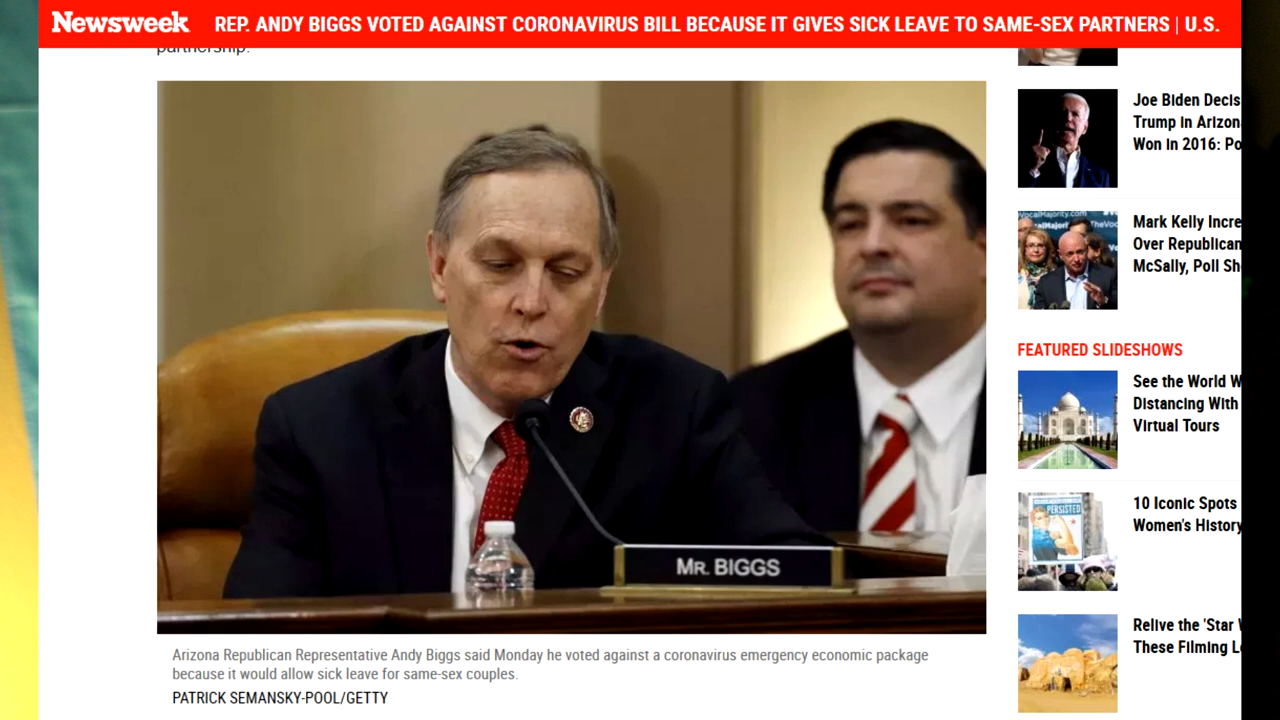 Newsweek REP. ANDY BIGGS VOTED AGAINST CORONAVIRUS BILL BECAUSE IT GIVES SICK LEAVE TO SAME-SEX PARTNERS | U.S.
partnership.
MR. BIGGS
Arizona Republican Representative Andy Biggs said Monday he voted against a coronavirus emergency economic package
because it would allow sick leave for same-sex couples.
PATRICK SEMANSKY-POOL/GETTY
Joe Biden Decis
Trump in Arizon
Won in 2016: Po
VocalMajority.com
Mark Kelly Incre
Over Republican
McSally, Poll Sh
FEATURED SLIDESHOWS
See the World W
Distancing With
Virtual Tours
PERSISTED
10 Iconic Spots
Women's History
Relive the 'Star W
These Filming Lo